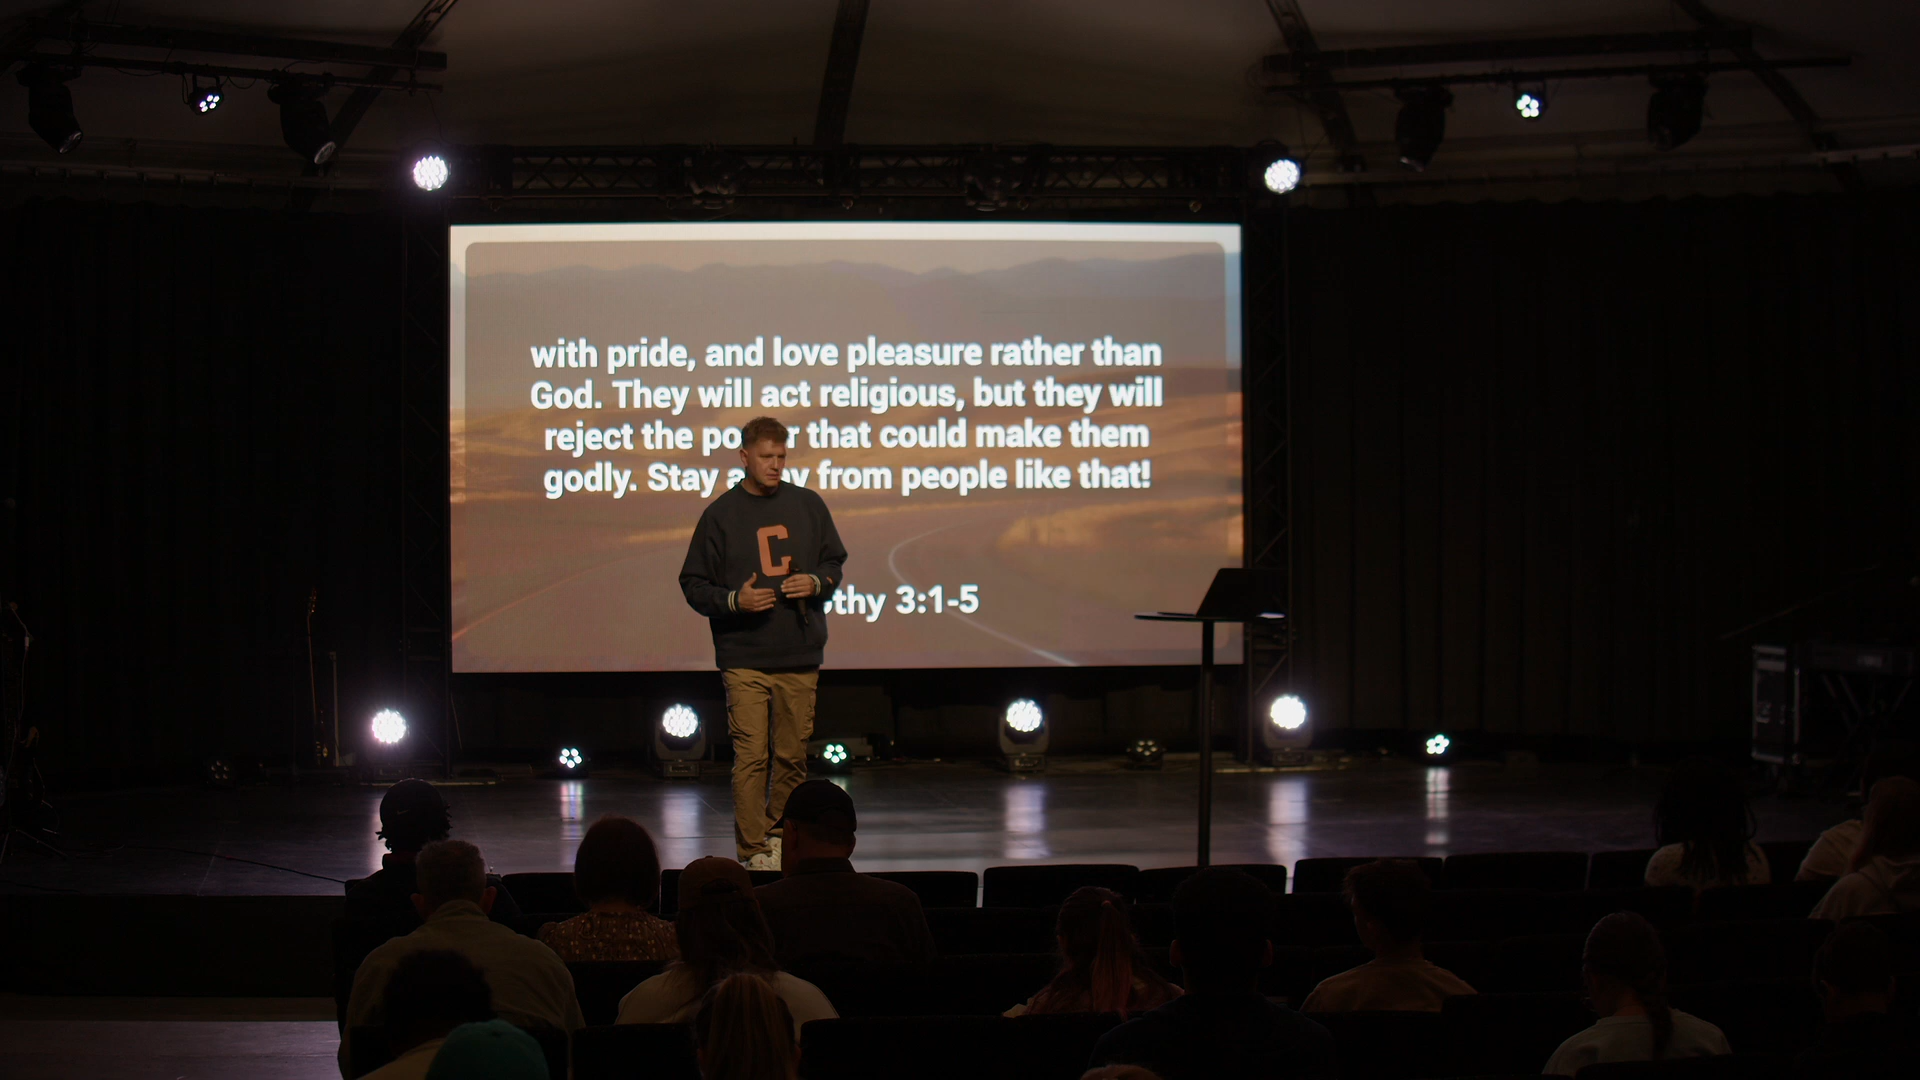 with pride, and love pleasure rather than
God. They will act religious, but they will
reject the that could make them
godly. Stay from people like that!
C
3:1-5